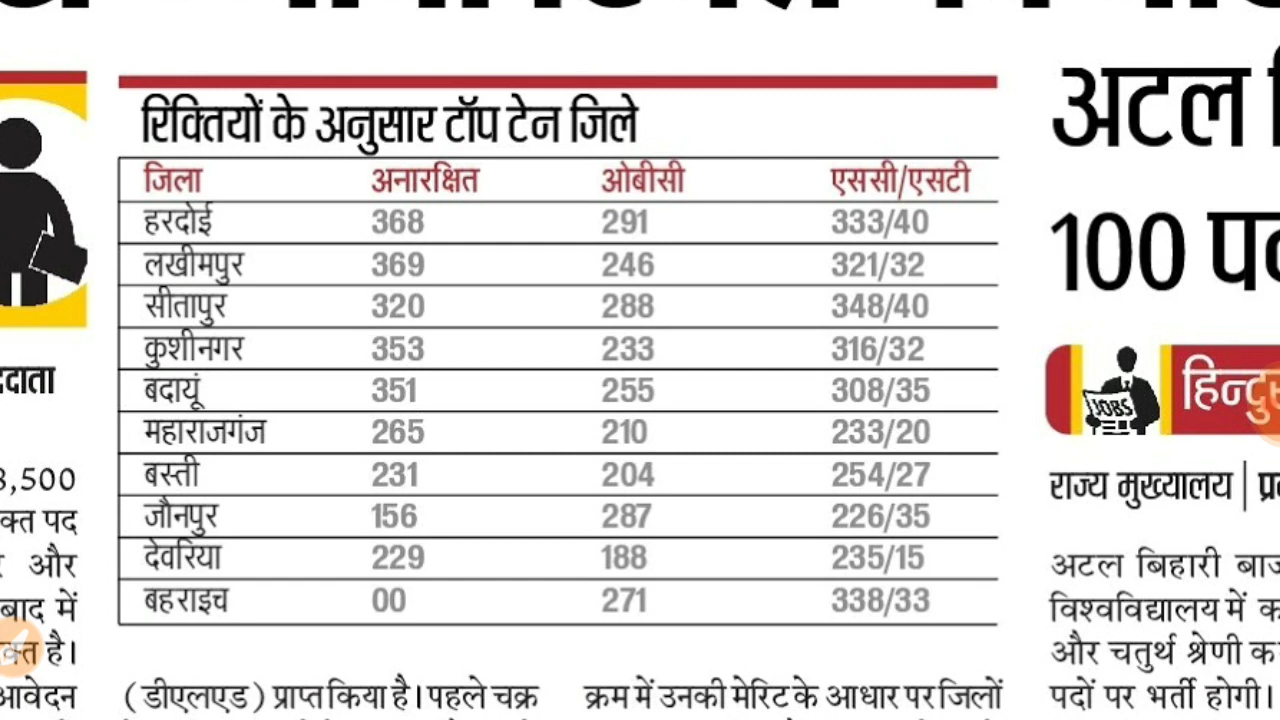 रिक्तियों के अनुसार टॉप टेन जिले
जिला अनारक्षित ओबीसी एससी/एसटी
हरदोई 368 291 333/40
लखीमपुर 369 246 321/32
सीतापुर 320 288 348/40
कुशीनगर 353 233 316/32
बदायूं 351 255 308/35
महाराजगंज 265 210 233/20
बस्ती 231 204 254/27
जौनपुर 156 287 226/35
देवरिया 229 188 235/15
बहराइच 00 271 338/33
(डीएलएड) प्राप्त किया है। पहले चक्र
क्रम में उनकी मेरिट के आधार पर जिलों
पद
और
में
है।
आवेदन
अटल
100
JOBS
राज्य मुख्यालय |
अटल बिहारी
विश्वविद्यालय में
और चतुर्थ श्रेणी
पदों पर भर्ती होगी।